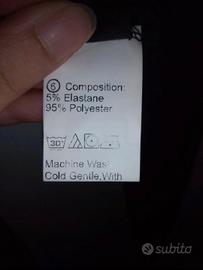 6 Composition:
5% Elastane
95% Polyester
30
Machine Wash
Cold Gentle,With
subito